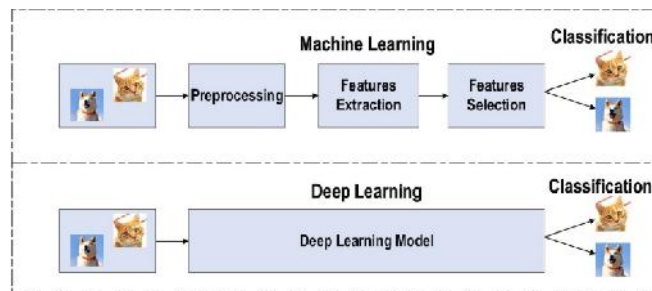 Machine Learning
Classification
Preprocessing
Features
Extraction
Features
Selection
Deep Learning
Classification
Deep Learning Model